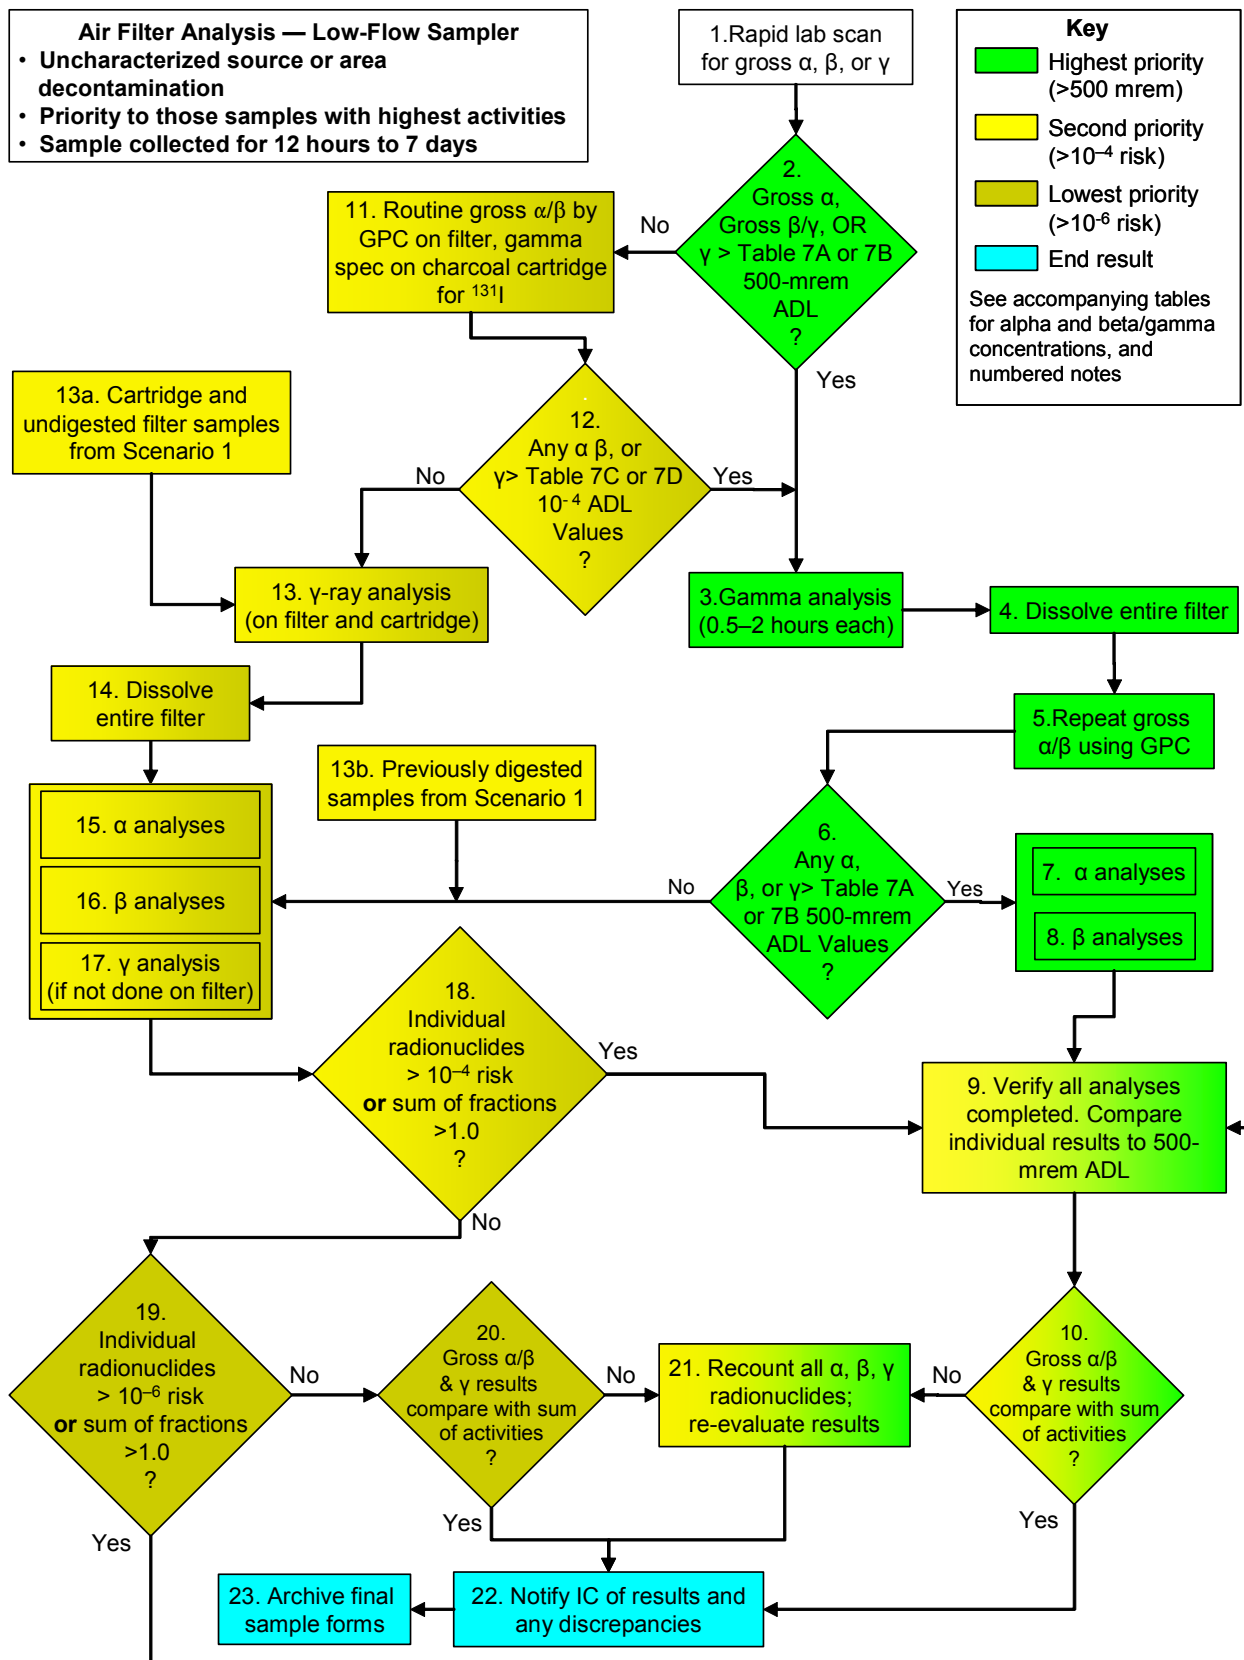 Air Filter Analysis — Low-Flow Sampler
• Uncharacterized source or area
decontamination
• Priority to those samples with highest activities
• Sample collected for 12 hours to 7 days
1.Rapid lab scan
for gross α, β, or γ
Key
Highest priority
(>500 mrem)
Second priority
(>10⁻⁴ risk)
Lowest priority
(>10⁻⁶ risk)
End result
See accompanying tables
for alpha and beta/gamma
concentrations, and
numbered notes
2.
Gross α,
Gross β/γ, OR
γ > Table 7A or 7B
500-mrem
ADL
?
No
Yes
11. Routine gross α/β by
GPC on filter, gamma
spec on charcoal cartridge
for ¹³¹I
12.
Any α β, or
γ> Table 7C or 7D
10⁻⁴ ADL
Values
?
No
Yes
13a. Cartridge and
undigested filter samples
from Scenario 1
13. γ-ray analysis
(on filter and cartridge)
3.Gamma analysis
(0.5–2 hours each)
4. Dissolve entire filter
14. Dissolve
entire filter
5.Repeat gross
α/β using GPC
13b. Previously digested
samples from Scenario 1
15. α analyses
16. β analyses
17. γ analysis
(if not done on filter)
6.
Any α,
β, or γ> Table 7A
or 7B 500-mrem
ADL Values
?
No
Yes
7. α analyses
8. β analyses
18.
Individual
radionuclides
> 10⁻⁴ risk
or sum of fractions
>1.0
?
Yes
No
9. Verify all analyses
completed. Compare
individual results to 500-
mrem ADL
19.
Individual
radionuclides
> 10⁻⁶ risk
or sum of fractions
>1.0
?
No
Yes
20.
Gross α/β
& γ results
compare with sum
of activities
?
No
Yes
21. Recount all α, β, γ
radionuclides;
re-evaluate results
10.
Gross α/β
& γ results
compare with sum
of activities
?
No
Yes
23. Archive final
sample forms
22. Notify IC of results and
any discrepancies